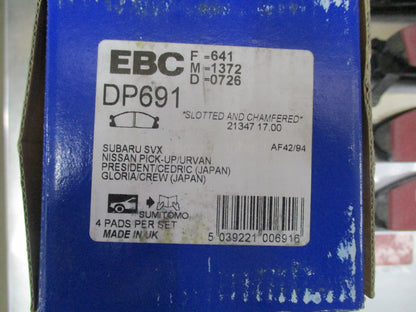 EBC
F =641
M=1372
D=0726
DP691
"SLOTTED AND CHAMFERED"
21347 17.00
SUBARU SVX
AF42/94
NISSAN PICK-UP/URVAN
PRESIDENT/CEDRIC (JAPAN)
GLORIA/CREW (JAPAN)
SUMITOMO
4 PADS PER SET
MADE IN UK
5 039221 006916